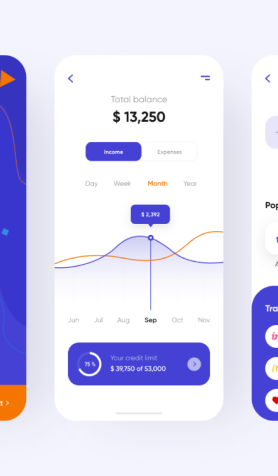 Total balance
$ 13,250
Income Expenses
Day Week Month Year
$ 2,392
Jun Jul Aug Sep Oct Nov
75 %
Your credit limit
$ 39,750 of 53,000
Pop
Tra